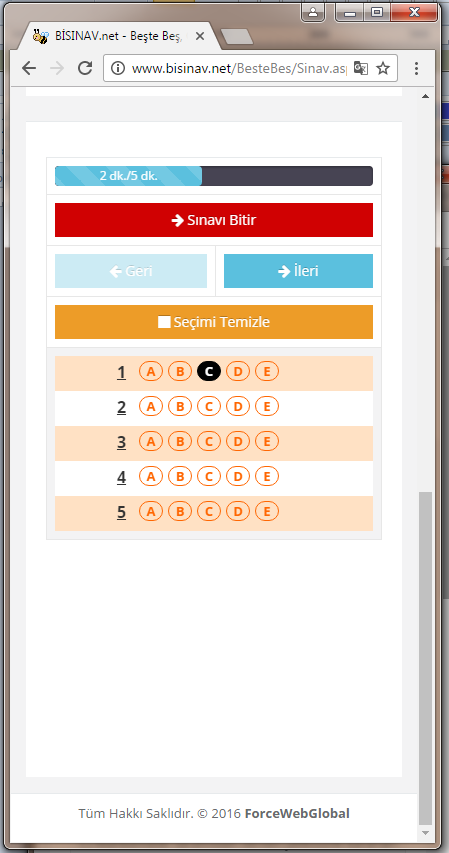 BİSINAV.net - Beşte Beş,
www.bisinav.net/BesteBes/Sinav.as
2 dk./5 dk.
Sınavı Bitir
Geri
İleri
Seçimi Temizle
1 A B C D E
2 A B C D E
3 A B C D E
4 A B C D E
5 A B C D E
Tüm Hakkı Saklıdır. © 2016 ForceWebGlobal